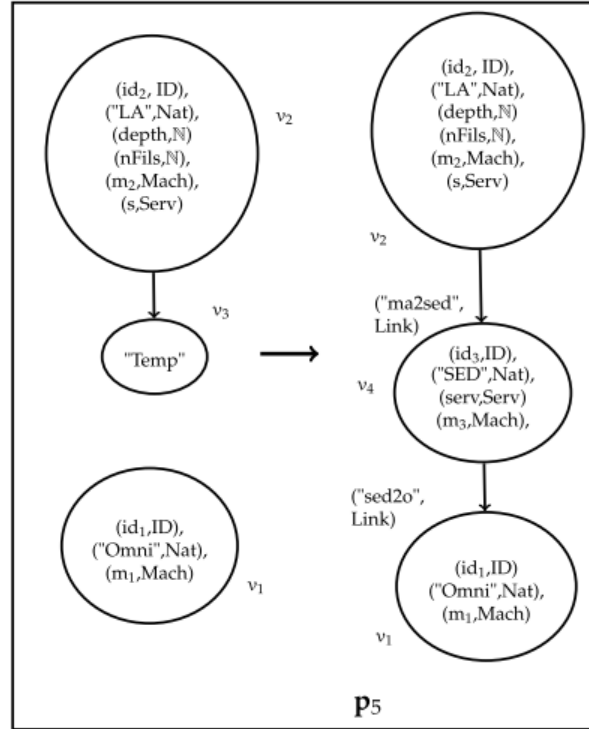 (id₂, ID),
("LA",Nat),
(depth,ℕ)
(nFils,ℕ),
(m₂,Mach),
(s,Serv)
v₂
v₃
"Temp"
(id₁,ID),
("Omni",Nat),
(m₁,Mach)
v₁
(id₂, ID),
("LA",Nat),
(depth,ℕ)
(nFils,ℕ),
(m₂,Mach),
(s,Serv)
v₂
("ma2sed",
Link)
(id₃,ID),
("SED",Nat),
(serv,Serv)
(m₃,Mach),
v₄
("sed2o",
Link)
(id₁,ID)
("Omni",Nat),
(m₁,Mach)
v₁
p₅